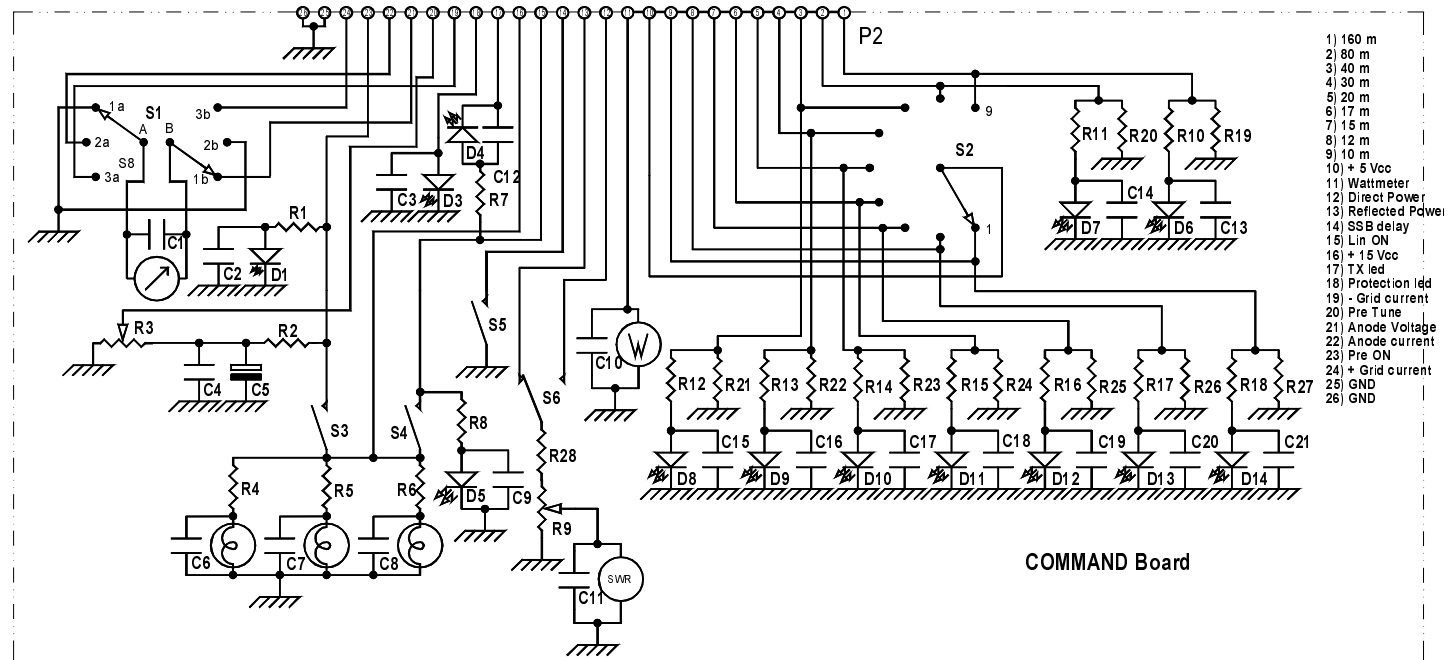 P2
1) 160 m
2) 80 m
3) 40 m
4) 30 m
5) 20 m
6) 17 m
7) 15 m
8) 12 m
9) 10 m
10) + 5 Vcc
11) Wattmeter
12) Direct Power
13) Reflected Power
14) SSB delay
15) Lin ON
16) + 15 Vcc
17) TX led
18) Protection led
19) - Grid current
20) Pre Tune
21) Anode Voltage
22) Anode current
23) Pre ON
24) + Grid current
25) GND
26) GND
1a S1 3b
A B
2a 2b
S8
3a 1b
D4
C12
C3 D3 R7
9
S2
1
R11 R20 R10 R19
C14
D7 D6 C13
R1
C1
C2 D1
R3 R2
C4 C5
S5
C10 W
S3 S4 R8 S6
R28
R4 R5 R6
D5 C9
R9
C6 C7 C8
C11 SWR
R12 R21 R13 R22 R14 R23 R15 R24 R16 R25 R17 R26 R18 R27
C15 C16 C17 C18 C19 C20 C21
D8 D9 D10 D11 D12 D13 D14
COMMAND Board